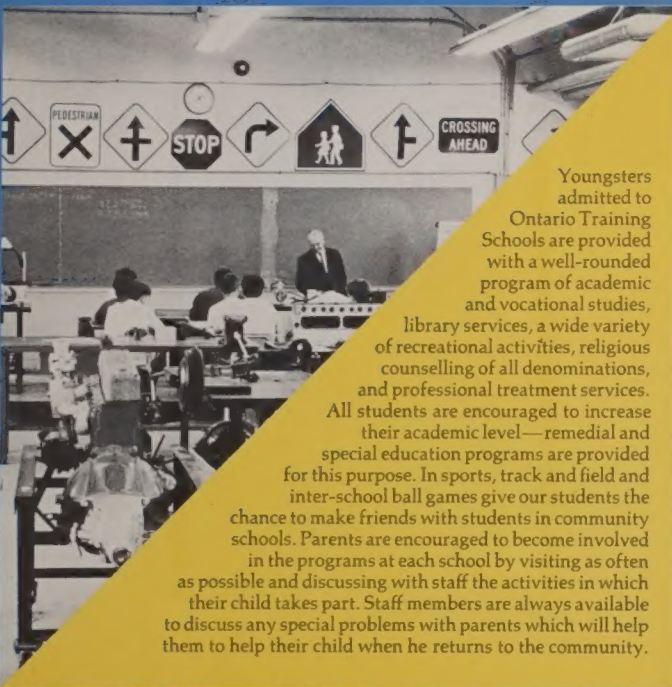 PEDESTRIAN
STOP
CROSSING
AHEAD
Youngsters
admitted to
Ontario Training
Schools are provided
with a well-rounded
program of academic
and vocational studies,
library services, a wide variety
of recreational activities, religious
counselling of all denominations,
and professional treatment services.
All students are encouraged to increase
their academic level—remedial and
special education programs are provided
for this purpose. In sports, track and field and
inter-school ball games give our students the
chance to make friends with students in community
schools. Parents are encouraged to become involved
in the programs at each school by visiting as often
as possible and discussing with staff the activities in which
their child takes part. Staff members are always available
to discuss any special problems with parents which will help
them to help their child when he returns to the community.